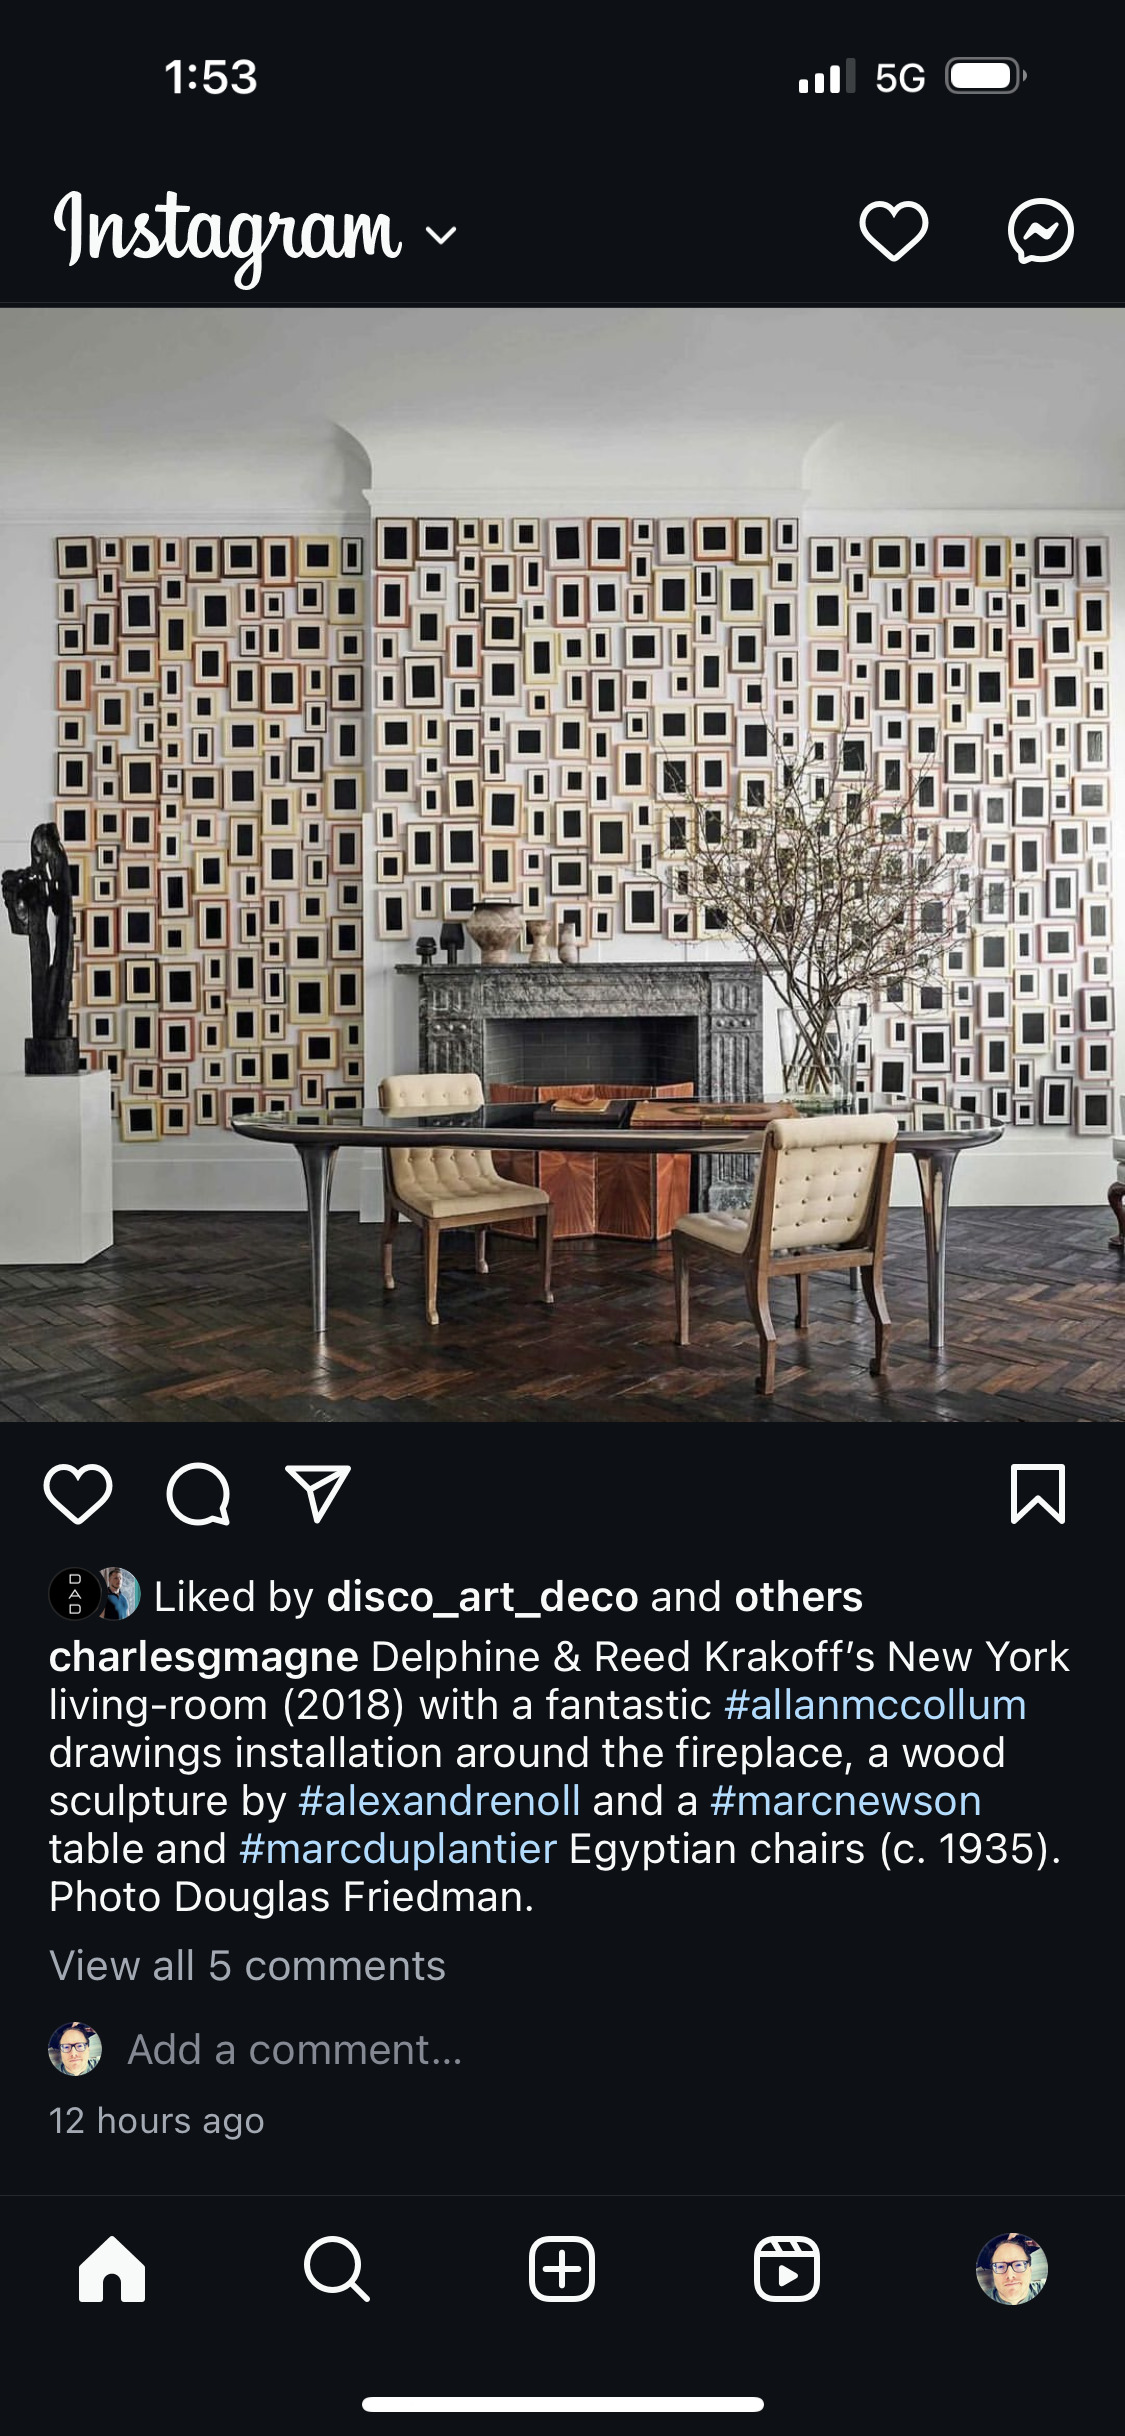 1:53
5G
Instagram
Liked by disco_art_deco and others
charlesgmagne Delphine & Reed Krakoff’s New York
living-room (2018) with a fantastic #allanmccollum
drawings installation around the fireplace, a wood
sculpture by #alexandrenoll and a #marcnewson
table and #marcduplantier Egyptian chairs (c. 1935).
Photo Douglas Friedman.
View all 5 comments
Add a comment...
12 hours ago